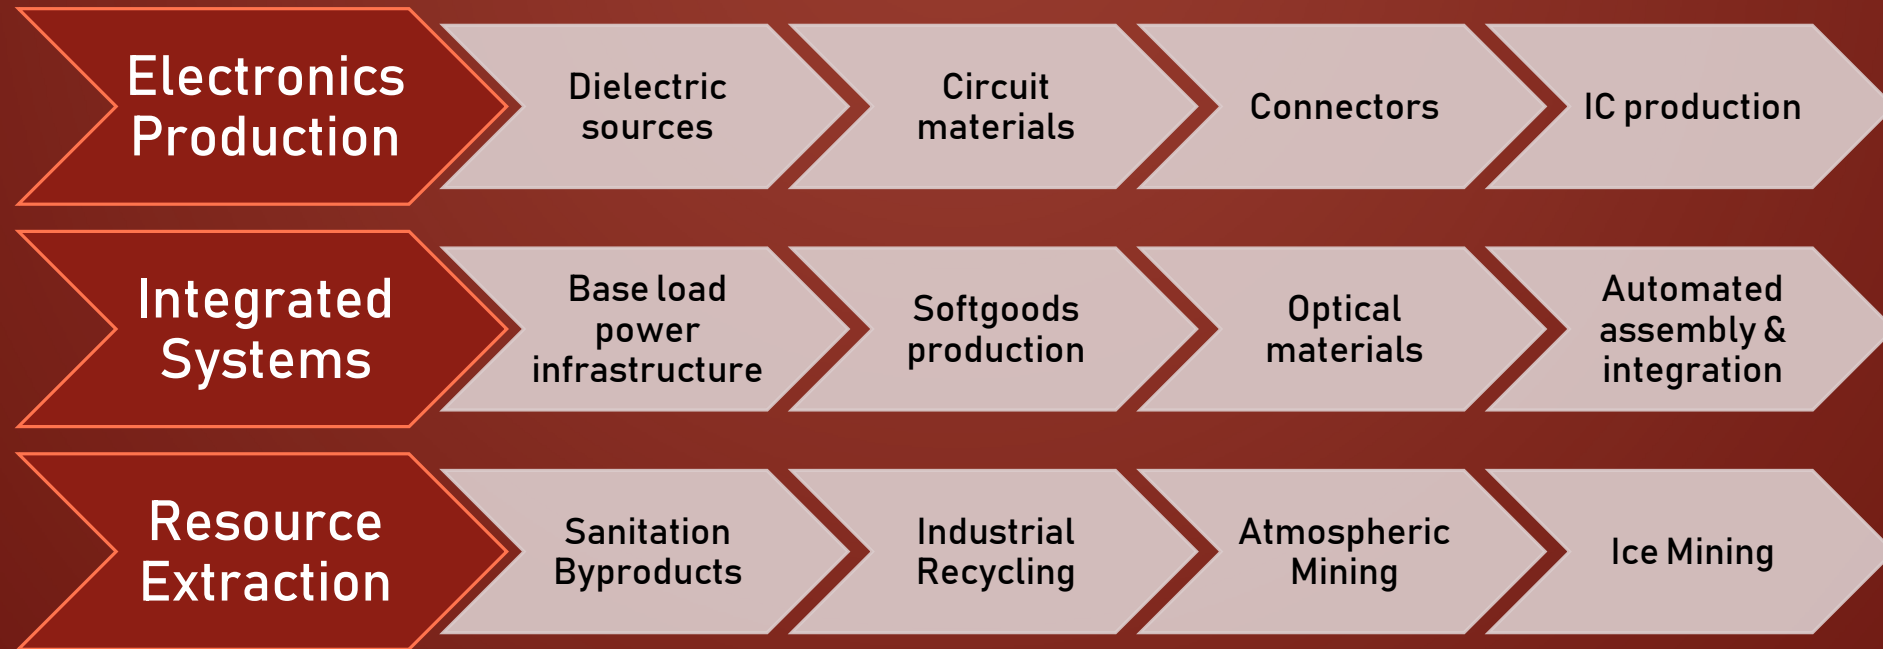 Electronics
Production
Dielectric
sources
Circuit
materials
Connectors
IC production
Integrated
Systems
Base load
power
infrastructure
Softgoods
production
Optical
materials
Automated
assembly &
integration
Resource
Extraction
Sanitation
Byproducts
Industrial
Recycling
Atmospheric
Mining
Ice Mining